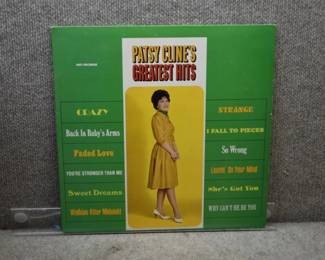 PATSY CLINE'S
GREATEST HITS
CRAZY
Back In Baby's Arms
Faded Love
YOU'RE STRONGER THAN ME
Sweet Dreams
Walkin After Midnight
STRANGE
I FALL TO PIECES
So Wrong
Leavin' On Your Mind
She's Got You
WHY CAN'T HE BE YOU